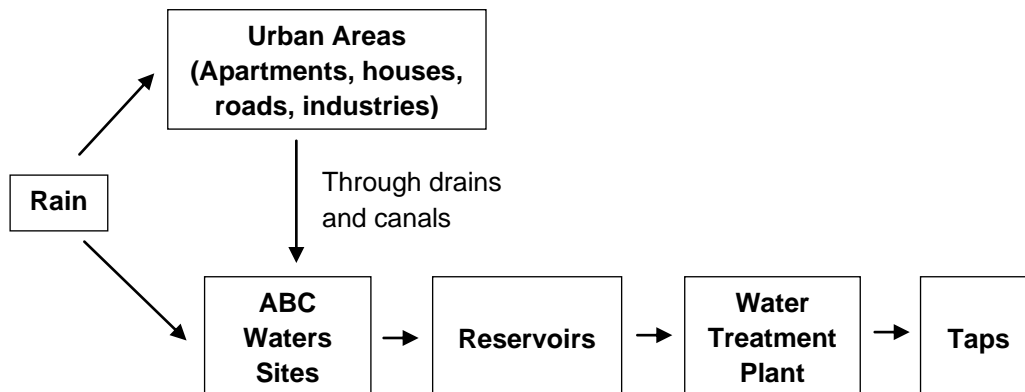 Urban Areas
(Apartments, houses,
roads, industries)
Rain
Through drains
and canals
ABC
Waters
Sites
Reservoirs
Water
Treatment
Plant
Taps